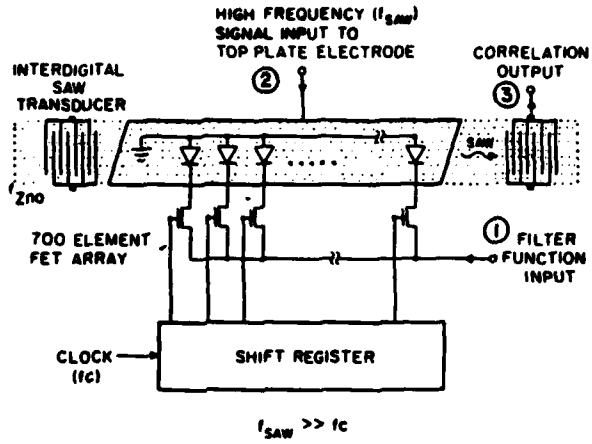 HIGH FREQUENCY (fSAW)
SIGNAL INPUT TO
TOP PLATE ELECTRODE
②
CORRELATION
OUTPUT
③
INTERDIGITAL
SAW
TRANSDUCER
SAW
ZnO
700 ELEMENT
FET ARRAY
①
FILTER
FUNCTION
INPUT
CLOCK
(fc)
SHIFT REGISTER
fSAW >> fc